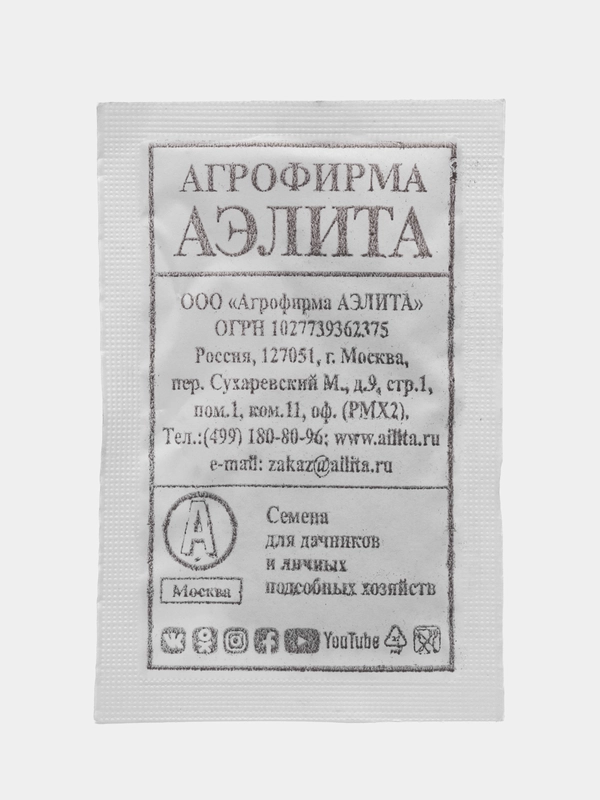 АГРОФИРМА
АЭЛИТА
ООО «Агрофирма АЭЛИТА»
ОГРН 1027739362375
Россия, 127051, г. Москва,
пер. Сухаревский М., д.9, стр.1,
пом.1, ком.11, оф. (РМХ2).
Тел.:(499) 180-80-96; www.ailita.ru
e-mail: zakaz@ailita.ru
А
Москва
Семена
для дачников
и личных
подсобных хозяйств
YouTube